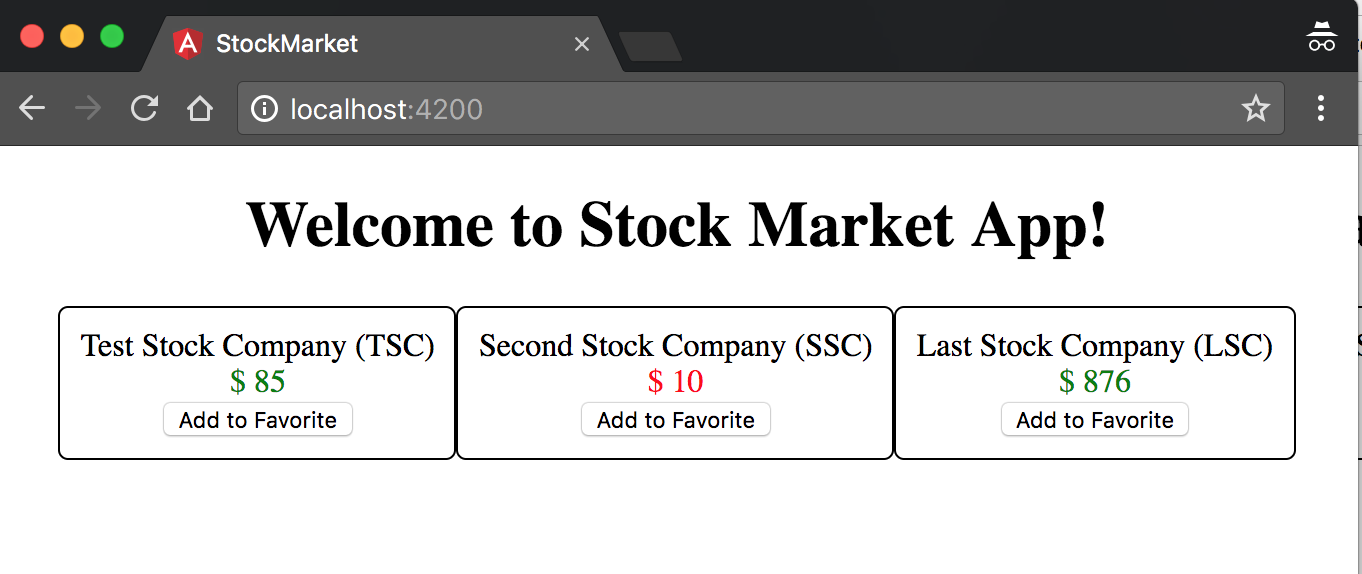 StockMarket
localhost:4200
Welcome to Stock Market App!
Test Stock Company (TSC)
$ 85
Add to Favorite
Second Stock Company (SSC)
$ 10
Add to Favorite
Last Stock Company (LSC)
$ 876
Add to Favorite